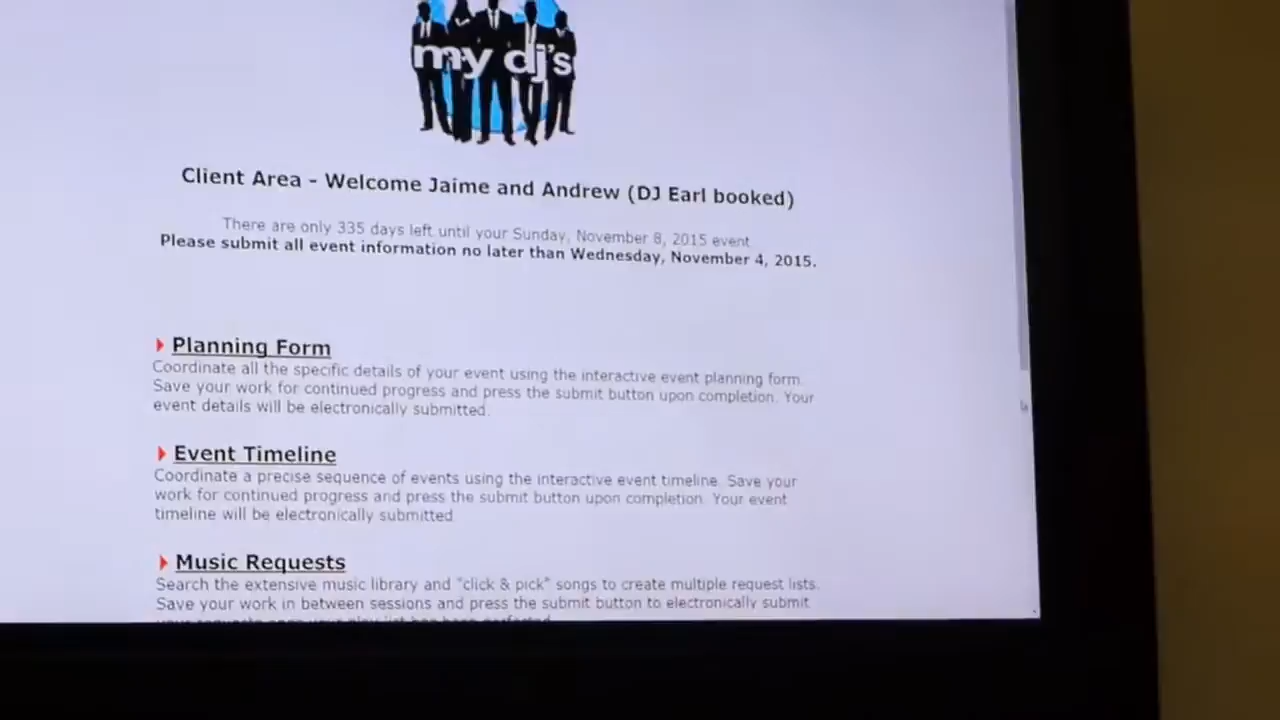 my dj's
Client Area - Welcome Jaime and Andrew (DJ Earl booked)
There are only 335 days left until your Sunday, November 8, 2015 event
Please submit all event information no later than Wednesday, November 4, 2015.
Planning Form
Coordinate all the specific details of your event using the interactive event planning form.
Save your work for continued progress and press the submit button upon completion. Your
event details will be electronically submitted.
Event Timeline
Coordinate a precise sequence of events using the interactive event timeline. Save your
work for continued progress and press the submit button upon completion. Your event
timeline will be electronically submitted.
Music Requests
Search the extensive music library and "click & pick" songs to create multiple request lists.
Save your work in between sessions and press the submit button to electronically submit